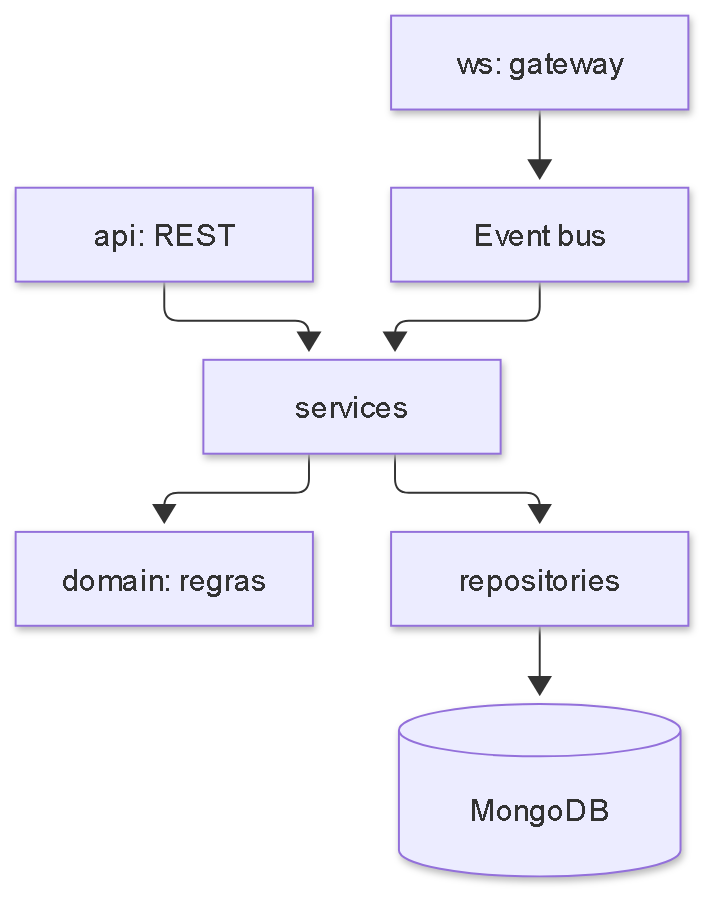 ws: gateway
api: REST
Event bus
services
domain: regras
repositories
MongoDB